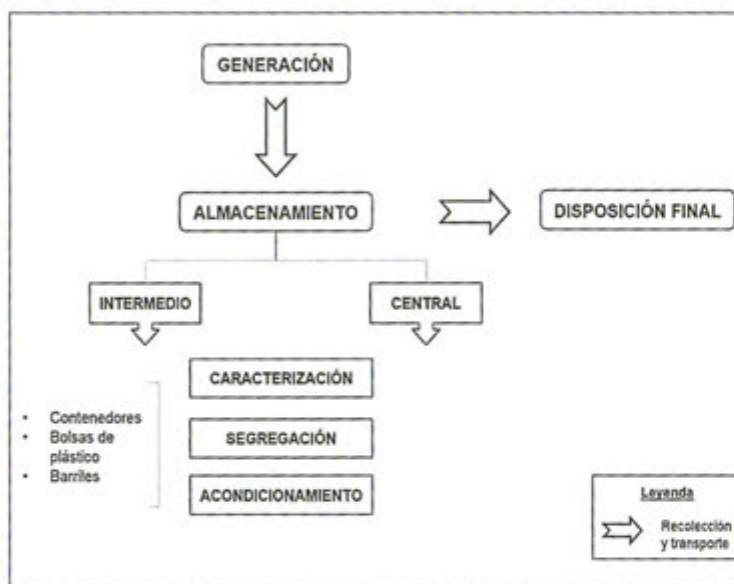 GENERACIÓN
ALMACENAMIENTO
DISPOSICIÓN FINAL
INTERMEDIO
CENTRAL
CARACTERIZACIÓN
SEGREGACIÓN
ACONDICIONAMIENTO
• Contenedores
• Bolsas de
plástico
• Barriles
Leyenda
Recolección
y transporte